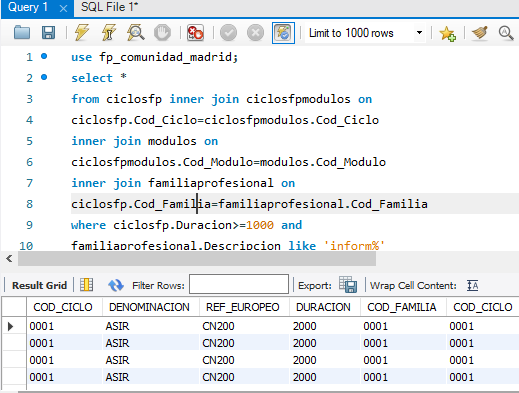 Query 1
SQL File 1*
Limit to 1000 rows
1 use fp_comunidad_madrid;
2 select *
3 from ciclosfp inner join ciclosfpmodulos on
4 ciclosfp.Cod_Ciclo=ciclosfpmodulos.Cod_Ciclo
5 inner join modulos on
6 ciclosfpmodulos.Cod_Modulo=modulos.Cod_Modulo
7 inner join familiaprofesional on
8 ciclosfp.Cod_Familia=familiaprofesional.Cod_Familia
9 where ciclosfp.Duracion>=1000 and
10 familiaprofesional.Descripcion like 'inform%'
Result Grid Filter Rows: Export: Wrap Cell Content:
COD_CICLO DENOMINACION REF_EUROPEO DURACION COD_FAMILIA COD_CICLO
0001 ASIR CN200 2000 0001 0001
0001 ASIR CN200 2000 0001 0001
0001 ASIR CN200 2000 0001 0001
0001 ASIR CN200 2000 0001 0001